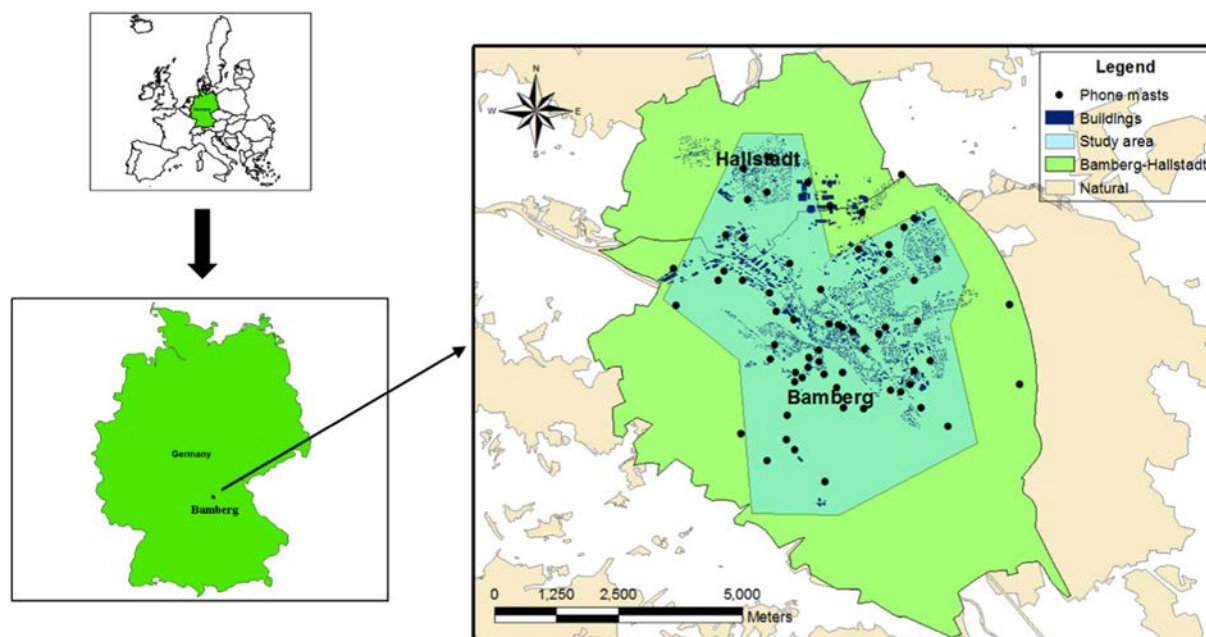 Germany
Bamberg
N
W
E
S
Hallstadt
Bamberg
Legend
Phone masts
Buildings
Study area
Bamberg-Hallstadt
Natural
0
1,250
2,500
5,000
Meters